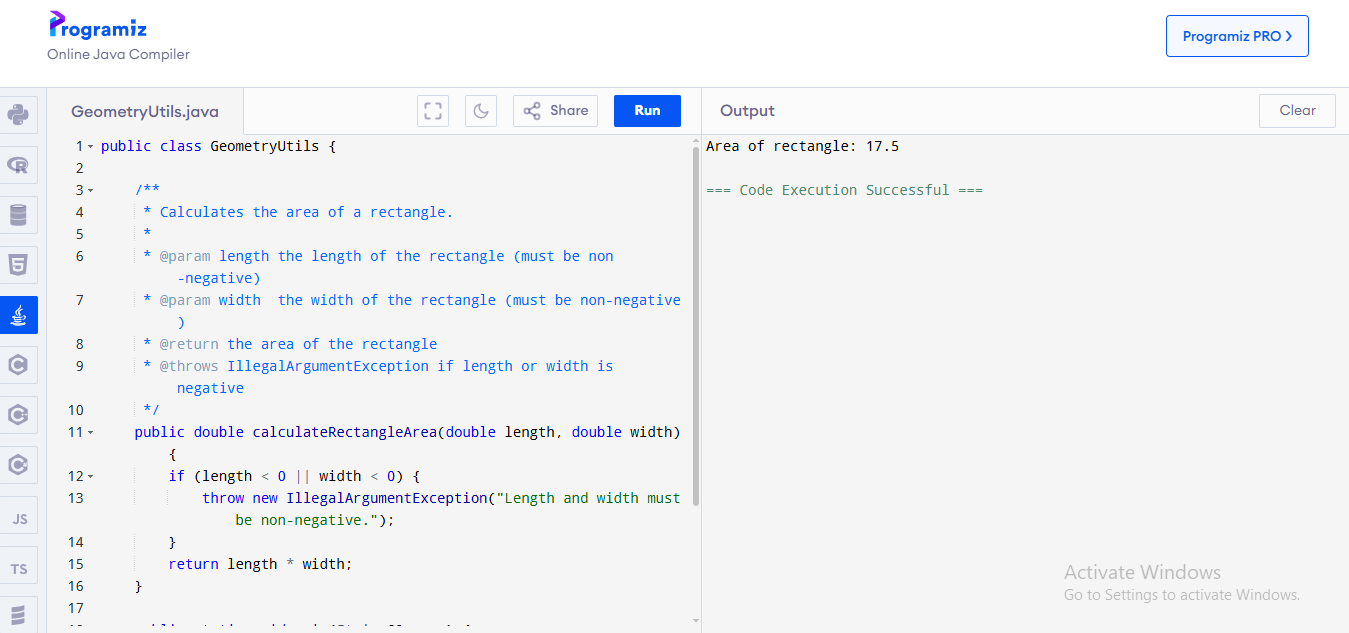 Programiz
Online Java Compiler
Programiz PRO ›
GeometryUtils.java
Share
Run
Output
Clear
1 public class GeometryUtils {
2
3 /**
4 * Calculates the area of a rectangle.
5 *
6 * @param length the length of the rectangle (must be non
-negative)
7 * @param width  the width of the rectangle (must be non-negative
)
8 * @return the area of the rectangle
9 * @throws IllegalArgumentException if length or width is
negative
10 */
11 public double calculateRectangleArea(double length, double width)
{
12 if (length < 0 || width < 0) {
13 throw new IllegalArgumentException("Length and width must
be non-negative.");
14 }
15 return length * width;
16 }
17
Area of rectangle: 17.5
=== Code Execution Successful ===
JS
TS
Activate Windows
Go to Settings to activate Windows.